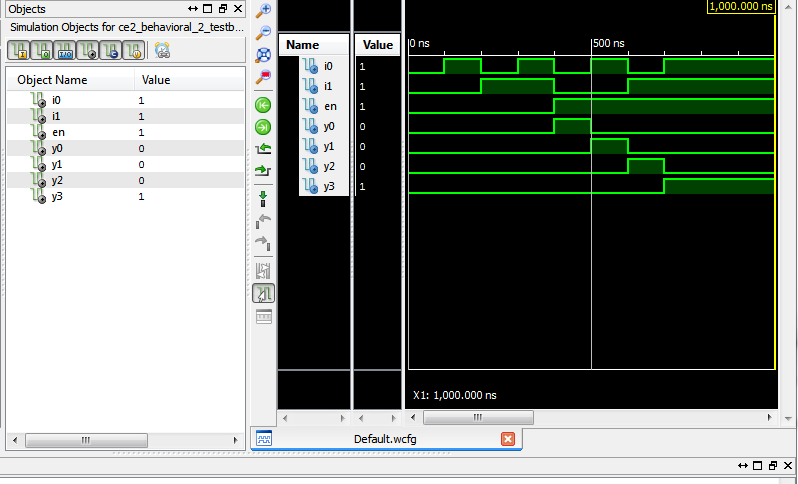 Objects
Simulation Objects for ce2_behavioral_2_testb...
Object Name Value
i0 1
i1 1
en 1
y0 0
y1 0
y2 0
y3 1
1,000.000 ns
Name Value
0 ns 500 ns
i0 1
i1 1
en 1
y0 0
y1 0
y2 0
y3 1
X1: 1,000.000 ns
Default.wcfg